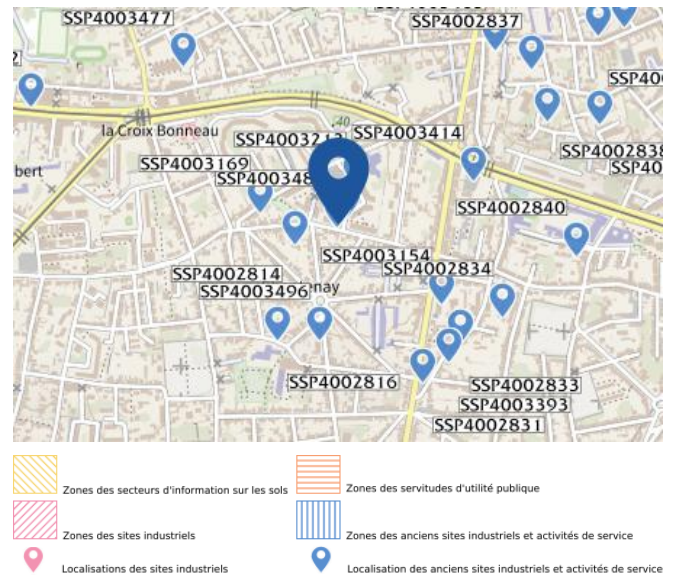 SSP4003477
SSP4002837
SSP40
la Croix Bonneau
40
SSP4003414
bert
SSP4003169
SSP400348
SSP4002838
SSP40
SSP4002840
SSP4003154
SSP4002814
SSP4002834
SSP4003496
enay
SSP4002816
SSP4002833
SSP4003393
SSP4002831
Zones des secteurs d'information sur les sols
Zones des servitudes d'utilité publique
Zones des sites industriels
Zones des anciens sites industriels et activités de service
Localisations des sites industriels
Localisation des anciens sites industriels et activités de service